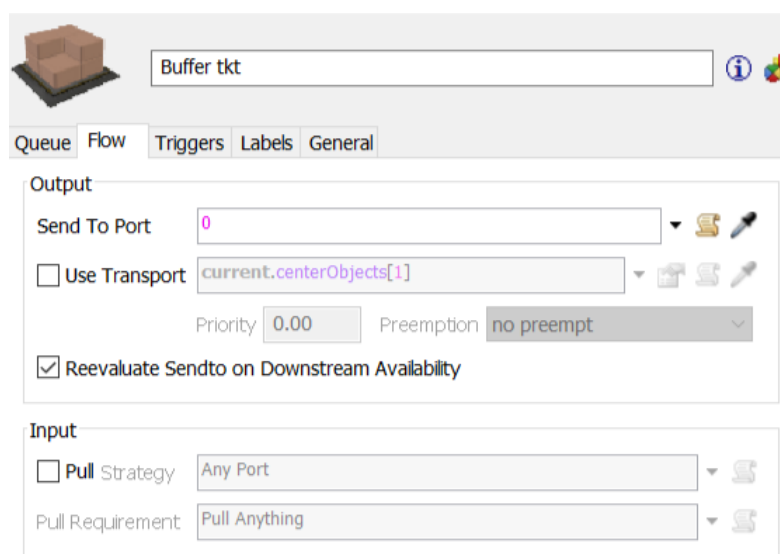 Buffer tkt
Queue Flow Triggers Labels General
Output
Send To Port 0
Use Transport current.centerObjects[1]
Priority 0.00 Preemption no preempt
Reevaluate Sendto on Downstream Availability
Input
Pull Strategy Any Port
Pull Requirement Pull Anything